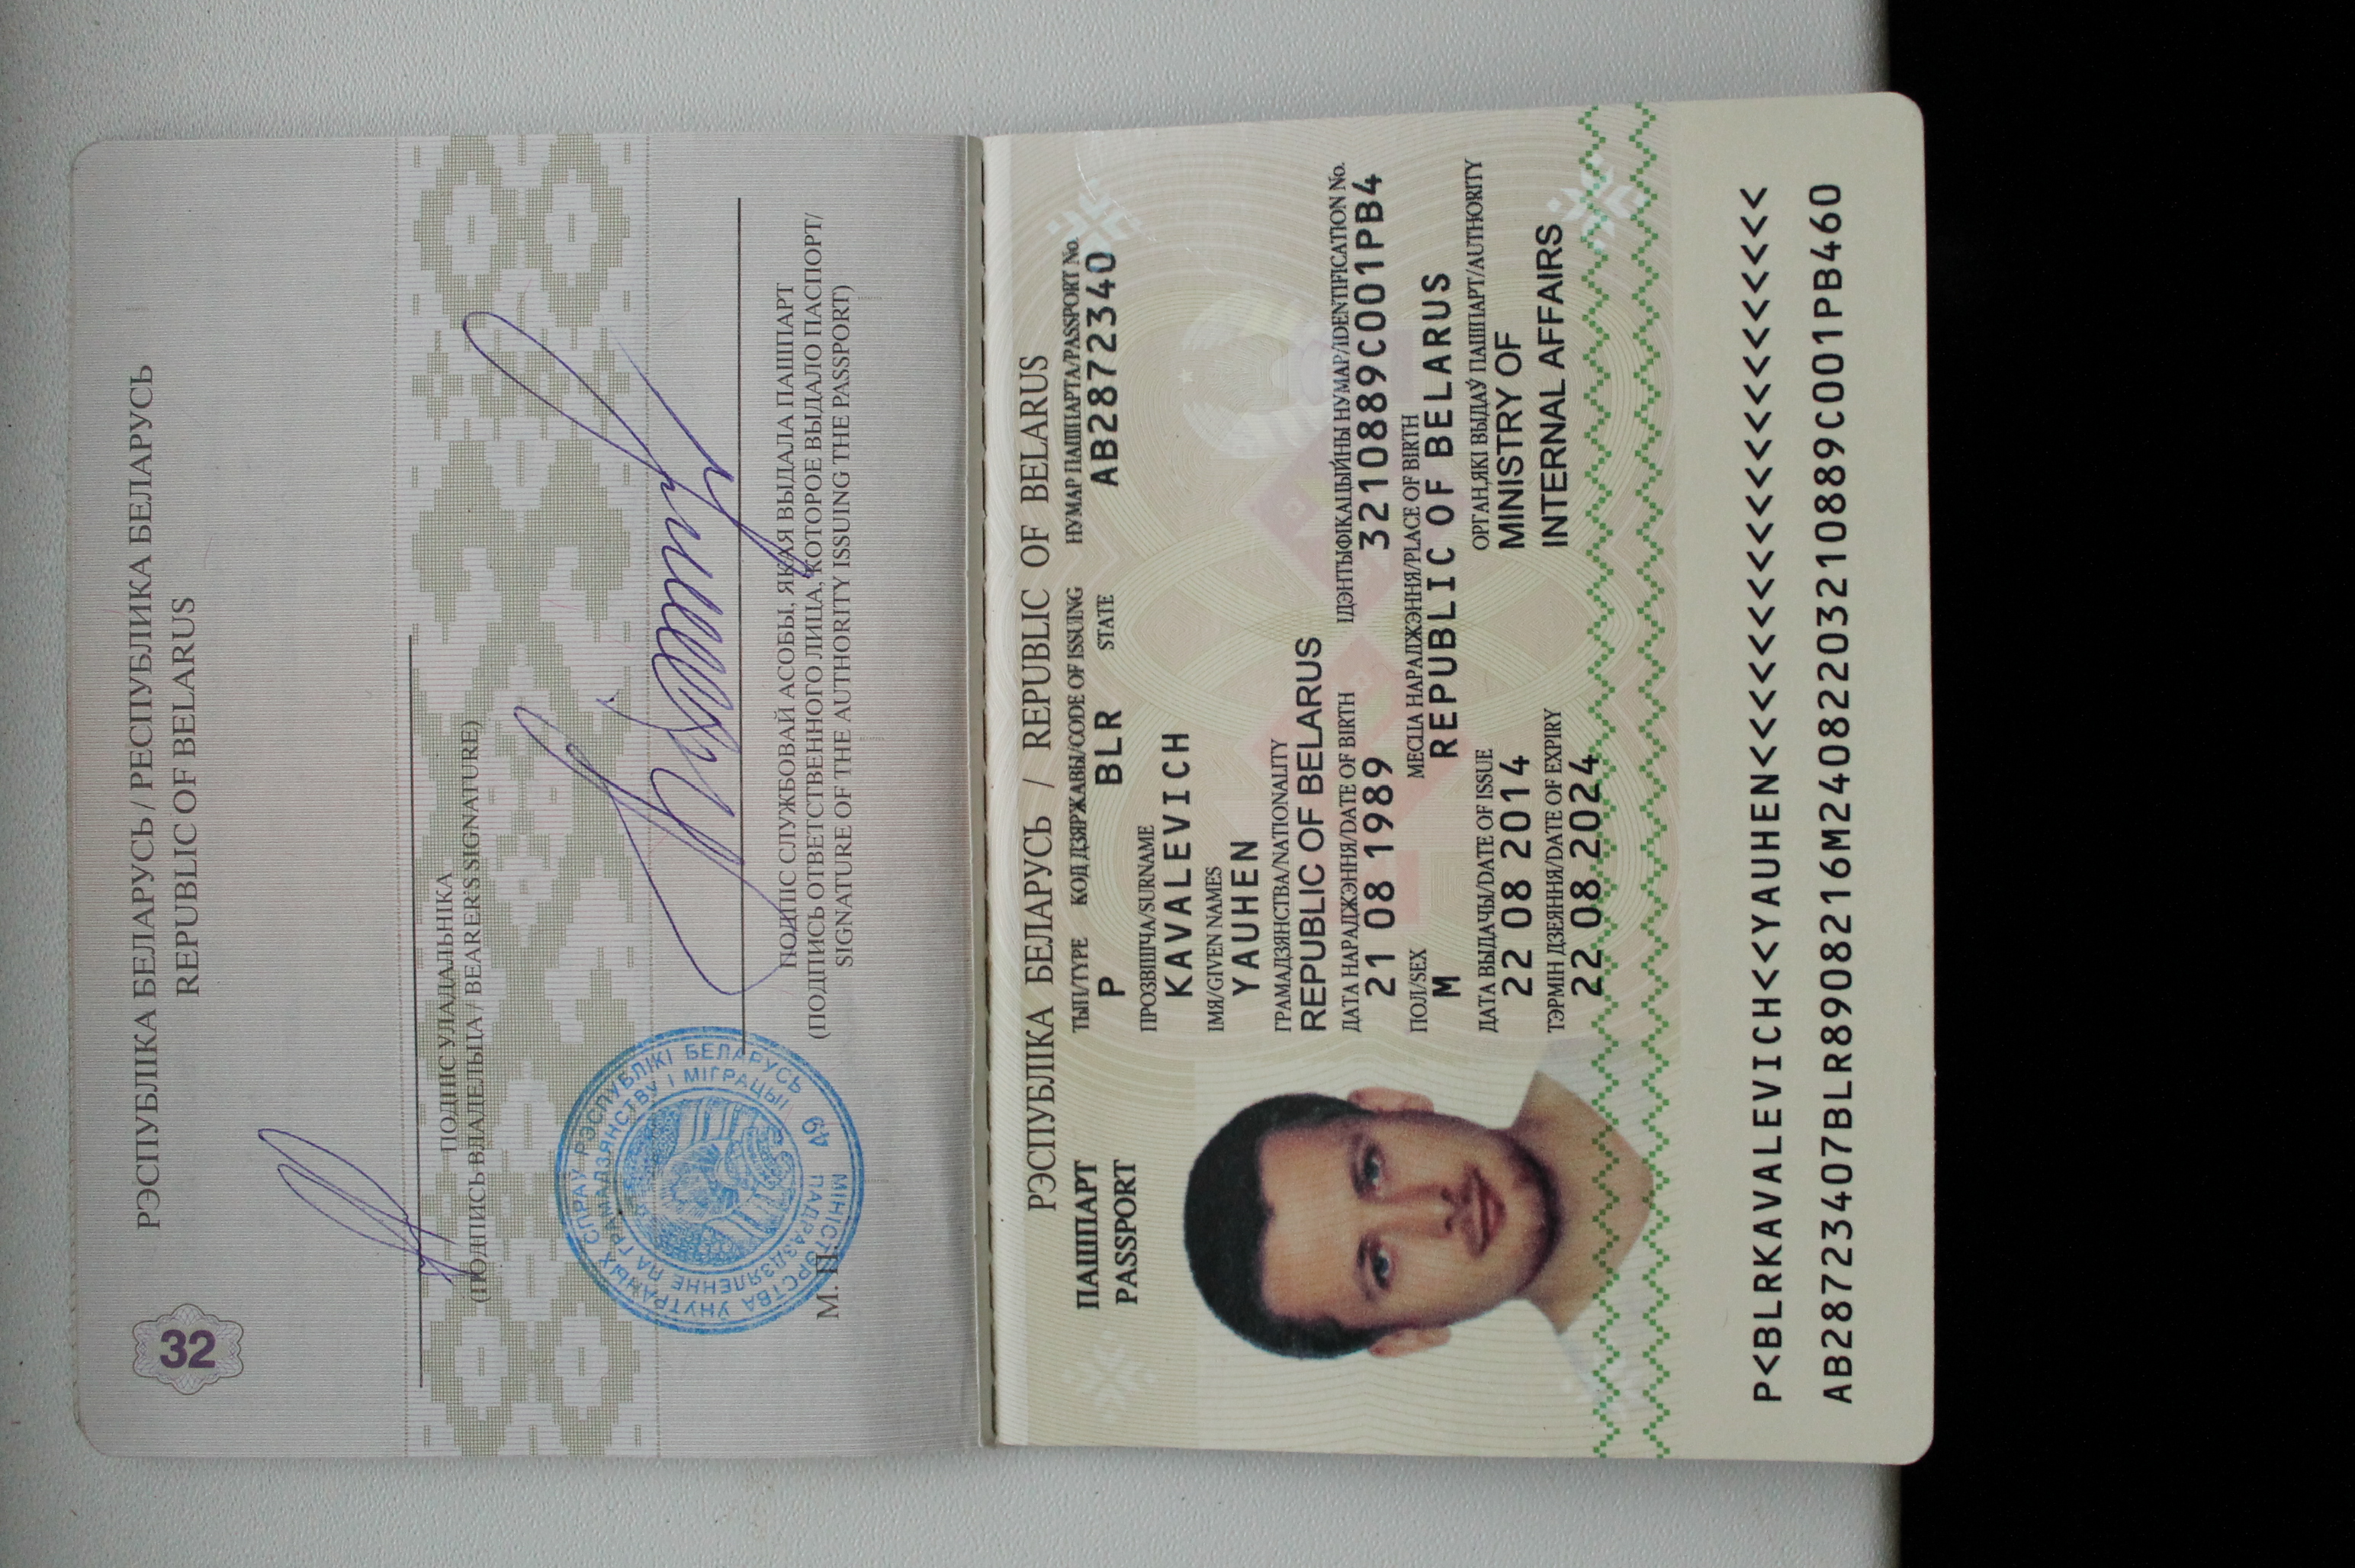 32
РЭСПУБЛІКА БЕЛАРУСЬ / РЕСПУБЛИКА БЕЛАРУСЬ
REPUBLIC OF BELARUS
ПОДПІС УЛАДАЛЬНІКА
(ПОДПИСЬ ВЛАДЕЛЬЦА / BEARER'S SIGNATURE)
МІНІСТЭРСТВА ЎНУТРАНЫХ СПРАЎ РЭСПУБЛІКІ БЕЛАРУСЬ
ПАДРАЗДЗЯЛЕННЕ ПА ГРАМАДЗЯНСТВУ І МІГРАЦЫІ
49
М. П.
ПОДПІС СЛУЖБОВАЙ АСОБЫ, ЯКАЯ ВЫДАЛА ПАШПАРТ
(ПОДПИСЬ ОТВЕТСТВЕННОГО ЛИЦА, КОТОРОЕ ВЫДАЛО ПАСПОРТ/
SIGNATURE OF THE AUTHORITY ISSUING THE PASSPORT)
РЭСПУБЛІКА БЕЛАРУСЬ / REPUBLIC OF BELARUS
ПАШПАРТ
PASSPORT
ТЫП/TYPE КОД ДЗЯРЖАВЫ/CODE OF ISSUING STATE НУМАР ПАШПАРТА/PASSPORT No.
P BLR AB2872340
ПРОЗВІШЧА/SURNAME
KAVALEVICH
ІМЯ/GIVEN NAMES
YAUHEN
ГРАМАДЗЯНСТВА/NATIONALITY
REPUBLIC OF BELARUS
ДАТА НАРАДЖЭННЯ/DATE OF BIRTH ІДЭНТЫФІКАЦЫЙНЫ НУМАР/IDENTIFICATION No.
21 08 1989 3210889C001PB4
ПОЛ/SEX МЕСЦА НАРАДЖЭННЯ/PLACE OF BIRTH
M REPUBLIC OF BELARUS
ДАТА ВЫДАЧЫ/DATE OF ISSUE ОРГАН,ЯКІ ВЫДАЎ ПАШПАРТ/AUTHORITY
22 08 2014 MINISTRY OF
ТЭРМІН ДЗЕЯННЯ/DATE OF EXPIRY INTERNAL AFFAIRS
22 08 2024
P<BLRKAVALEVICH<<YAUHEN<<<<<<<<<<<<<<<<<<<<<
AB28723407BLR8908216M24082203210889C001PB460